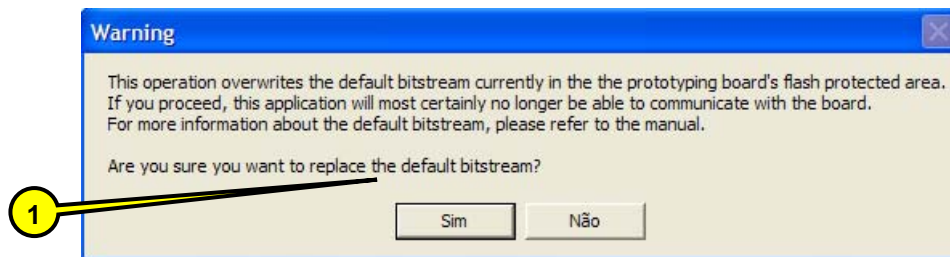 Warning
This operation overwrites the default bitstream currently in the the prototyping board's flash protected area.
If you proceed, this application will most certainly no longer be able to communicate with the board.
For more information about the default bitstream, please refer to the manual.
Are you sure you want to replace the default bitstream?
1
Sim Não